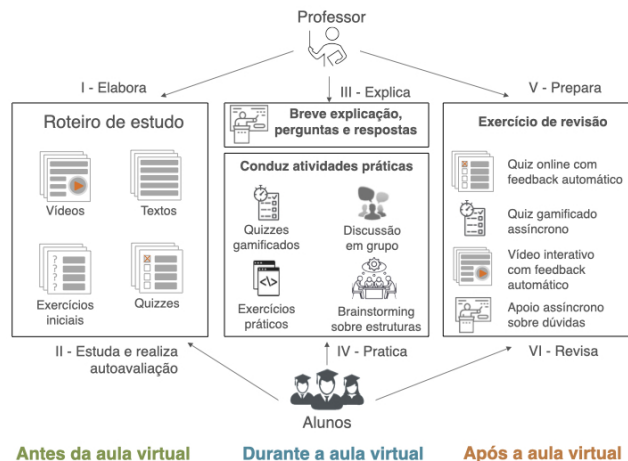 Professor
I - Elabora
III - Explica
V - Prepara
Roteiro de estudo
Vídeos
Textos
Exercícios
iniciais
Quizzes
Breve explicação,
perguntas e respostas
Conduz atividades práticas
Quizzes
gamificados
Discussão
em grupo
Exercícios
práticos
Brainstorming
sobre estruturas
Exercício de revisão
Quiz online com
feedback automático
Quiz gamificado
assíncrono
Vídeo interativo
com feedback
automático
Apoio assíncrono
sobre dúvidas
II - Estuda e realiza
autoavaliação
IV - Pratica
VI - Revisa
Alunos
Antes da aula virtual
Durante a aula virtual
Após a aula virtual